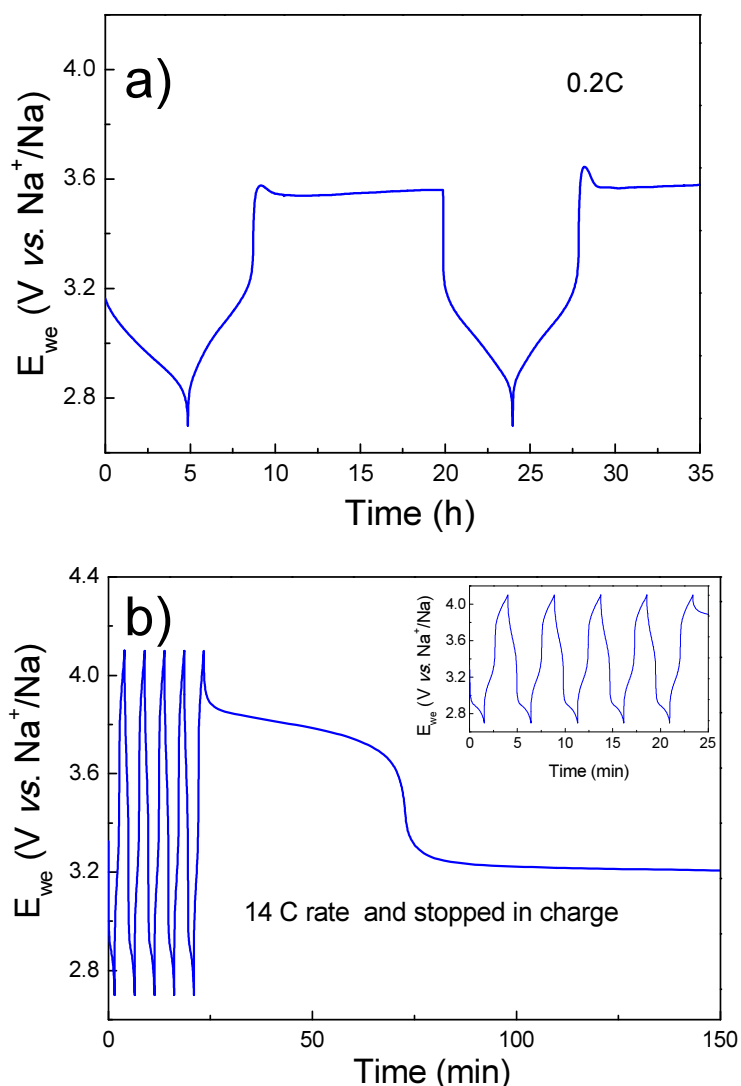 a)
0.2C
4.0
3.6
3.2
2.8
E_we (V vs. Na⁺/Na)
0 5 10 15 20 25 30 35
Time (h)
b)
4.4
4.0
3.6
3.2
2.8
E_we (V vs. Na⁺/Na)
4.0
3.6
3.2
2.8
E_we (V vs. Na⁺/Na)
0 5 10 15 20 25
Time (min)
14 C rate and stopped in charge
0 50 100 150
Time (min)